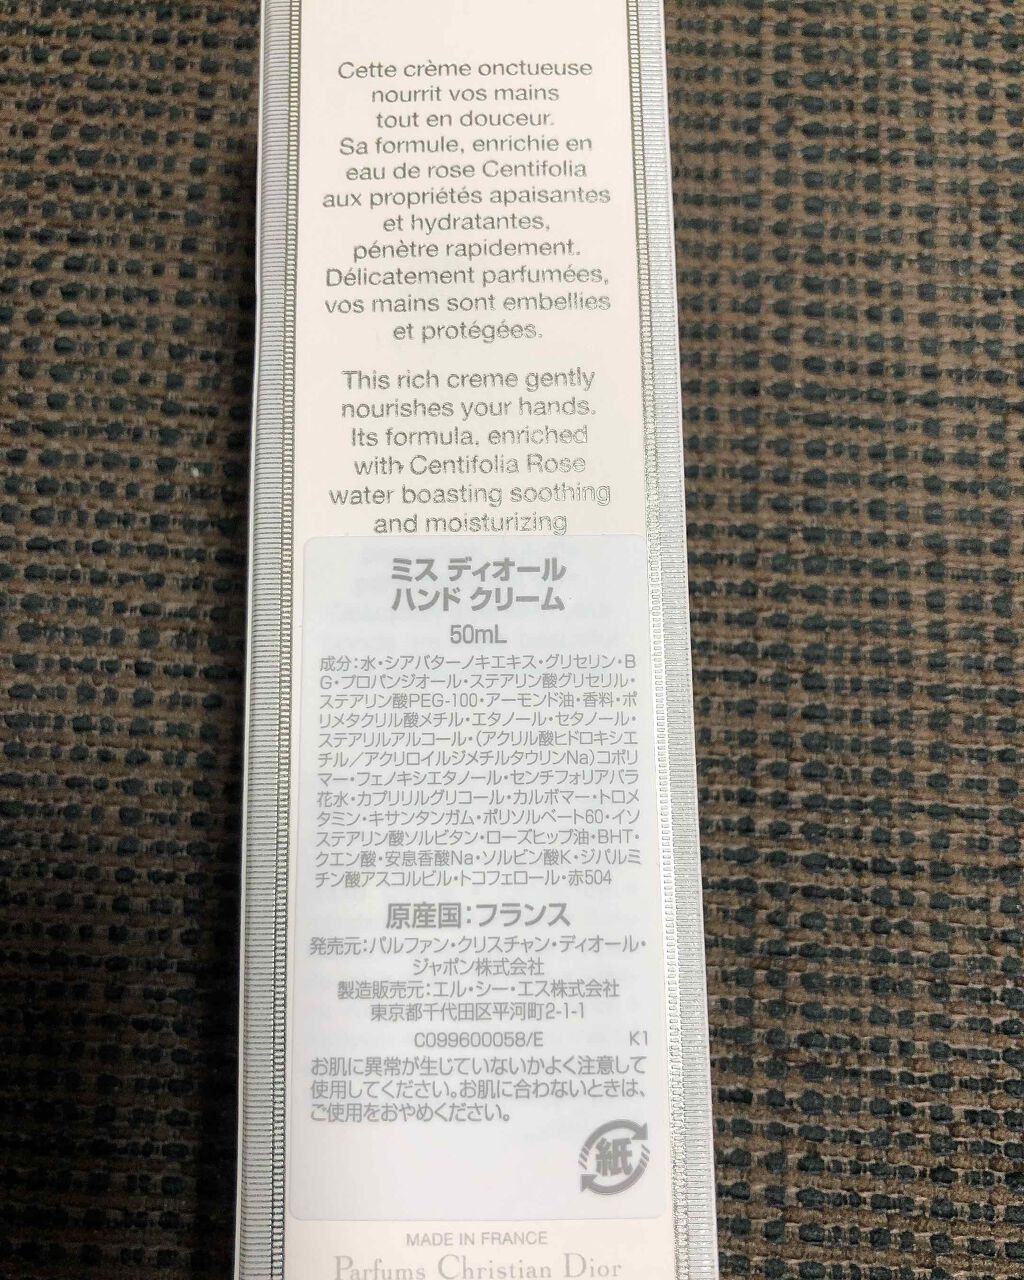 Cette crème onctueuse
nourrit vos mains
tout en douceur.
Sa formule, enrichie en
eau de rose Centifolia
aux propriétés apaisantes
et hydratantes,
pénètre rapidement.
Délicatement parfumées,
vos mains sont embellies
et protégées.
This rich creme gently
nourishes your hands.
Its formula, enriched
with Centifolia Rose
water boasting soothing
and moisturizing
ミス ディオール
ハンド クリーム
50mL
成分：水・シアバターノキエキス・グリセリン・B
G・プロパンジオール・ステアリン酸グリセリル・
ステアリン酸PEG-100・アーモンド油・香料・ポ
リメタクリル酸メチル・エタノール・セタノール・
ステアリルアルコール・（アクリル酸ヒドロキシエ
チル／アクリロイルジメチルタウリンNa）コポリ
マー・フェノキシエタノール・センチフォリアバラ
花水・カプリリルグリコール・カルボマー・トロメ
タミン・キサンタンガム・ポリソルベート60・イソ
ステアリン酸ソルビタン・ローズヒップ油・BHT・
クエン酸・安息香酸Na・ソルビン酸K・ジパルミ
チン酸アスコルビル・トコフェロール・赤504
原産国：フランス
発売元：パルファン・クリスチャン・ディオール・
ジャポン株式会社
製造販売元：エル・シー・エス株式会社
東京都千代田区平河町2-1-1
C099600058/E K1
お肌に異常が生じていないかよく注意して
使用してください。お肌に合わないときは、
ご使用をおやめください。
紙
MADE IN FRANCE
Parfums Christian Dior